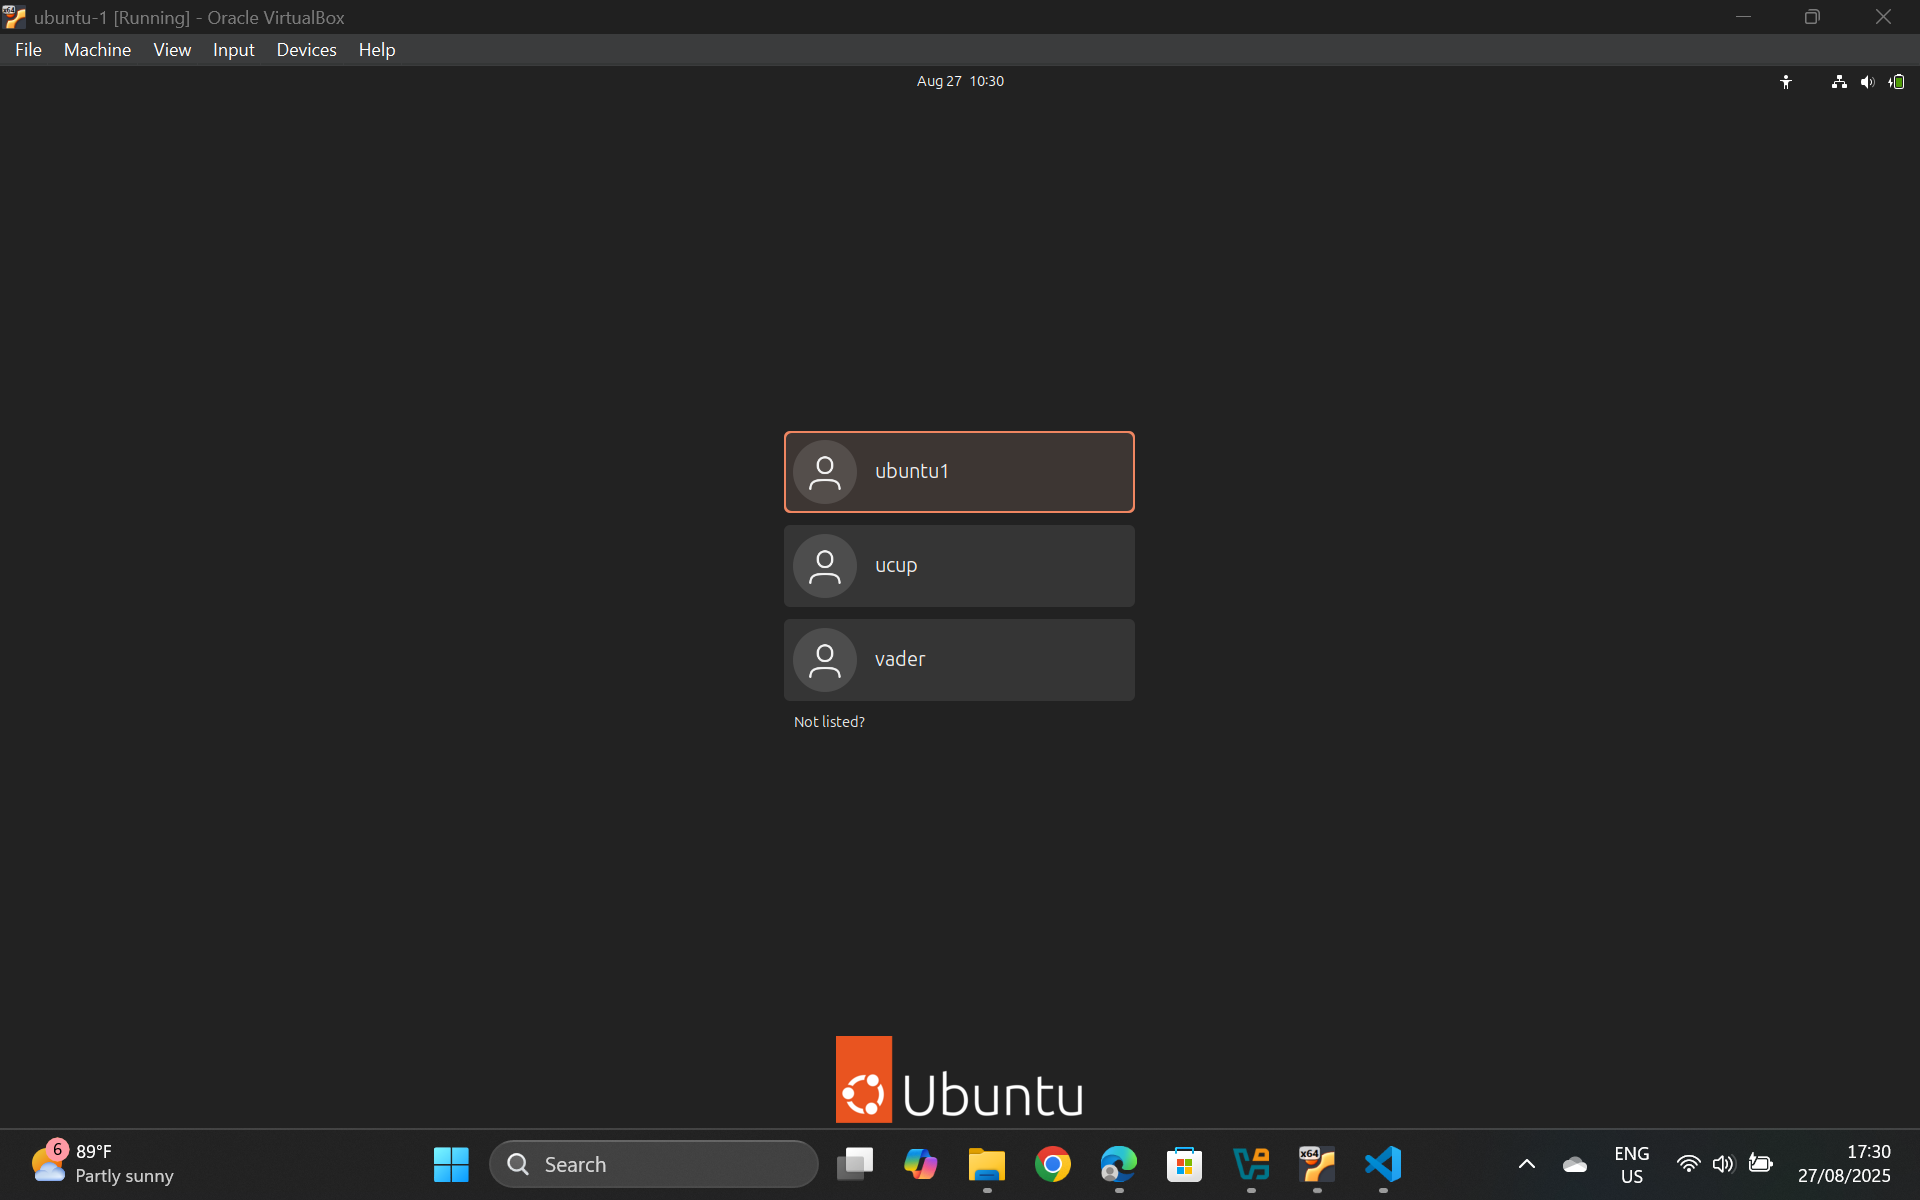 ubuntu-1 [Running] - Oracle VirtualBox
File Machine View Input Devices Help
Aug 27 10:30
ubuntu1
ucup
vader
Not listed?
Ubuntu
6
89°F
Partly sunny
Search
x64
ENG
US
17:30
27/08/2025